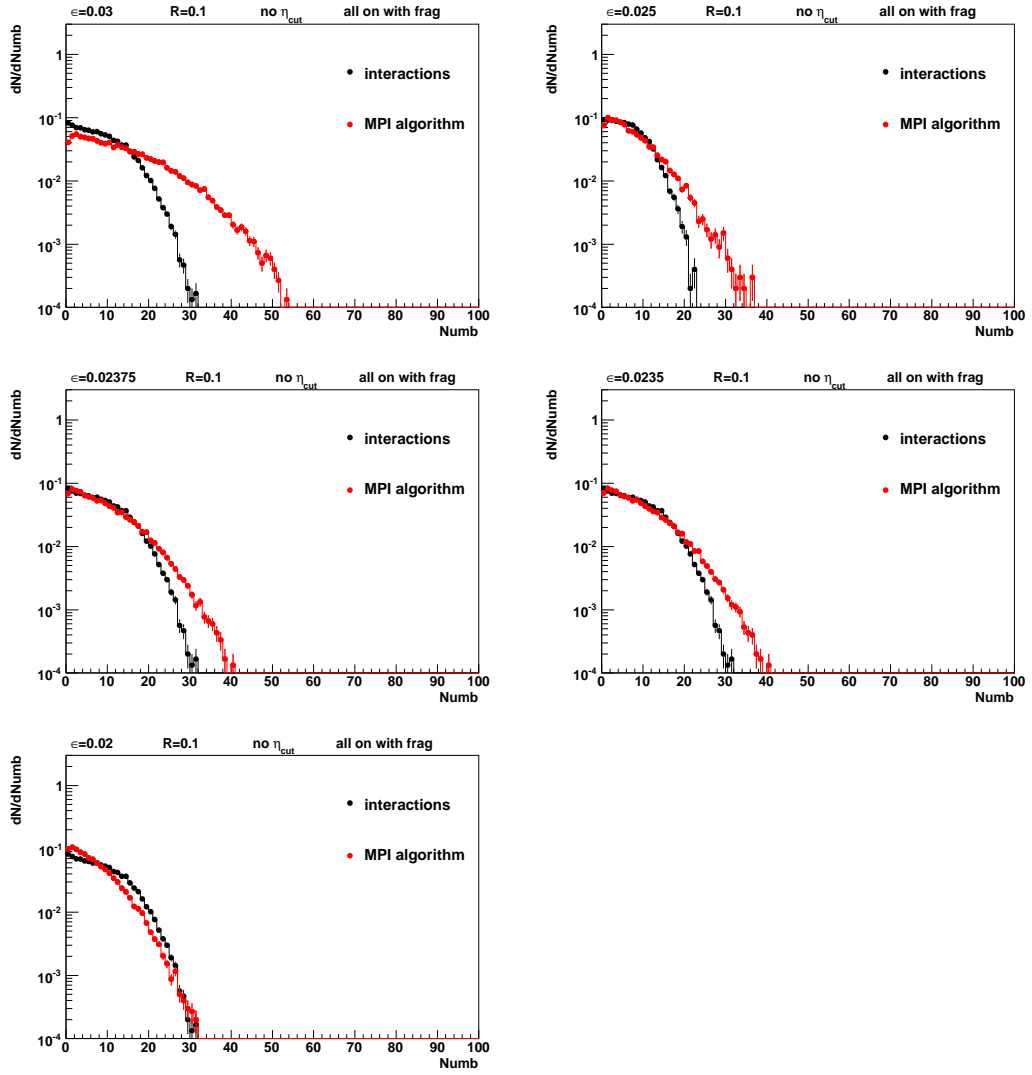 ∈=0.03 R=0.1 no η_cut all on with frag
dN/dNumb
1
10^-1
10^-2
10^-3
10^-4
interactions
MPI algorithm
0 10 20 30 40 50 60 70 80 90 100
Numb
∈=0.025 R=0.1 no η_cut all on with frag
dN/dNumb
1
10^-1
10^-2
10^-3
10^-4
interactions
MPI algorithm
0 10 20 30 40 50 60 70 80 90 100
Numb
∈=0.02375 R=0.1 no η_cut all on with frag
dN/dNumb
1
10^-1
10^-2
10^-3
10^-4
interactions
MPI algorithm
0 10 20 30 40 50 60 70 80 90 100
Numb
∈=0.0235 R=0.1 no η_cut all on with frag
dN/dNumb
1
10^-1
10^-2
10^-3
10^-4
interactions
MPI algorithm
0 10 20 30 40 50 60 70 80 90 100
Numb
∈=0.02 R=0.1 no η_cut all on with frag
dN/dNumb
1
10^-1
10^-2
10^-3
10^-4
interactions
MPI algorithm
0 10 20 30 40 50 60 70 80 90 100
Numb